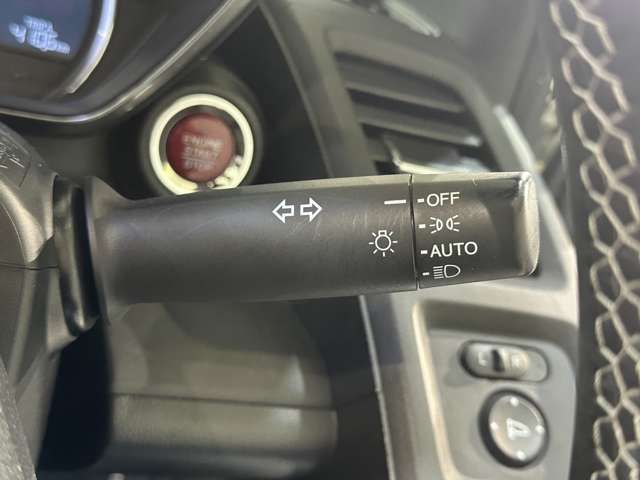 ENGINE
START
STOP
OFF
AUTO
L R